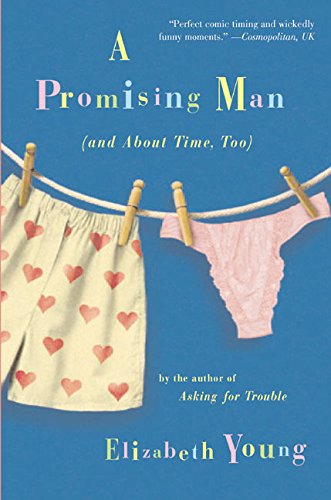 "Perfect comic timing and wickedly
funny moments." —Cosmopolitan, UK
A
Promising Man
(and About Time, Too)
by the author of
Asking for Trouble
Elizabeth Young